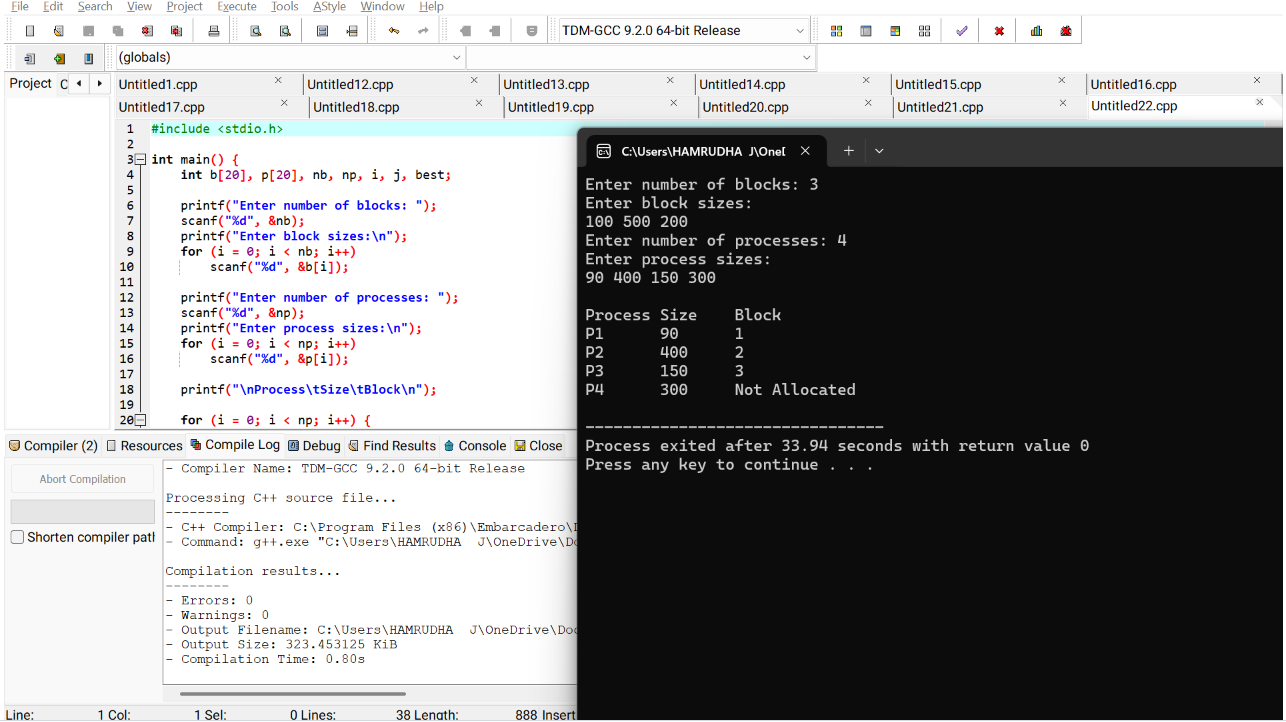 File Edit Search View Project Execute Tools AStyle Window Help
TDM-GCC 9.2.0 64-bit Release
(globals)
Project C
Untitled1.cpp Untitled12.cpp Untitled13.cpp Untitled14.cpp Untitled15.cpp Untitled16.cpp
Untitled17.cpp Untitled18.cpp Untitled19.cpp Untitled20.cpp Untitled21.cpp Untitled22.cpp
1 #include <stdio.h>
2
3 int main() {
4 int b[20], p[20], nb, np, i, j, best;
5
6 printf("Enter number of blocks: ");
7 scanf("%d", &nb);
8 printf("Enter block sizes:\n");
9 for (i = 0; i < nb; i++)
10 scanf("%d", &b[i]);
11
12 printf("Enter number of processes: ");
13 scanf("%d", &np);
14 printf("Enter process sizes:\n");
15 for (i = 0; i < np; i++)
16 scanf("%d", &p[i]);
17
18 printf("\nProcess\tSize\tBlock\n");
19
20 for (i = 0; i < np; i++) {
C:\Users\HAMRUDHA J\One
Enter number of blocks: 3
Enter block sizes:
100 500 200
Enter number of processes: 4
Enter process sizes:
90 400 150 300
Process Size Block
P1 90 1
P2 400 2
P3 150 3
P4 300 Not Allocated
--------------------------------
Process exited after 33.94 seconds with return value 0
Press any key to continue . . .
Compiler (2) Resources Compile Log Debug Find Results Console Close
Abort Compilation
Shorten compiler path
- Compiler Name: TDM-GCC 9.2.0 64-bit Release
Processing C++ source file...
--------
- C++ Compiler: C:\Program Files (x86)\Embarcadero\
- Command: g++.exe "C:\Users\HAMRUDHA J\OneDrive\Do
Compilation results...
--------
- Errors: 0
- Warnings: 0
- Output Filename: C:\Users\HAMRUDHA J\OneDrive\Do
- Output Size: 323.453125 KiB
- Compilation Time: 0.80s
Line: 1 Col: 1 Sel: 0 Lines: 38 Length: 888 Insert